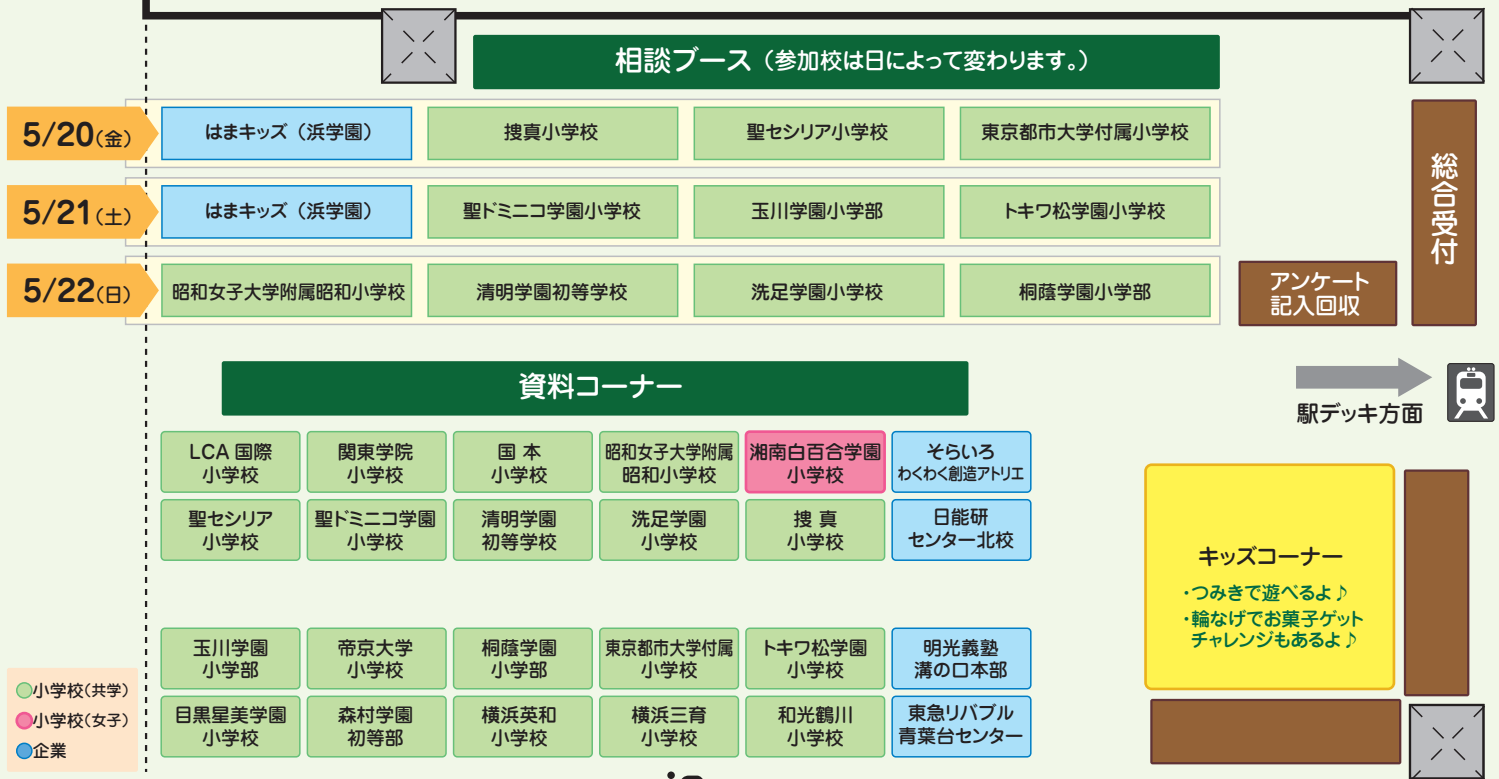 相談ブース（参加校は日によって変わります。）
5/20(金)
はまキッズ（浜学園）
捜真小学校
聖セシリア小学校
東京都市大学付属小学校
5/21(土)
はまキッズ（浜学園）
聖ドミニコ学園小学校
玉川学園小学部
トキワ松学園小学校
5/22(日)
昭和女子大学附属昭和小学校
清明学園初等学校
洗足学園小学校
桐蔭学園小学部
総合受付
アンケート
記入回収
資料コーナー
駅デッキ方面
LCA 国際
小学校
関東学院
小学校
国 本
小学校
昭和女子大学附属
昭和小学校
湘南白百合学園
小学校
そらいろ
わくわく創造アトリエ
聖セシリア
小学校
聖ドミニコ学園
小学校
清明学園
初等学校
洗足学園
小学校
捜 真
小学校
日能研
センター北校
玉川学園
小学部
帝京大学
小学校
桐蔭学園
小学部
東京都市大学付属
小学校
トキワ松学園
小学校
明光義塾
溝の口本部
目黒星美学園
小学校
森村学園
初等部
横浜英和
小学校
横浜三育
小学校
和光鶴川
小学校
東急リバブル
青葉台センター
キッズコーナー
・つみきで遊べるよ♪
・輪なげでお菓子ゲット
チャレンジもあるよ♪
小学校(共学)
小学校(女子)
企業